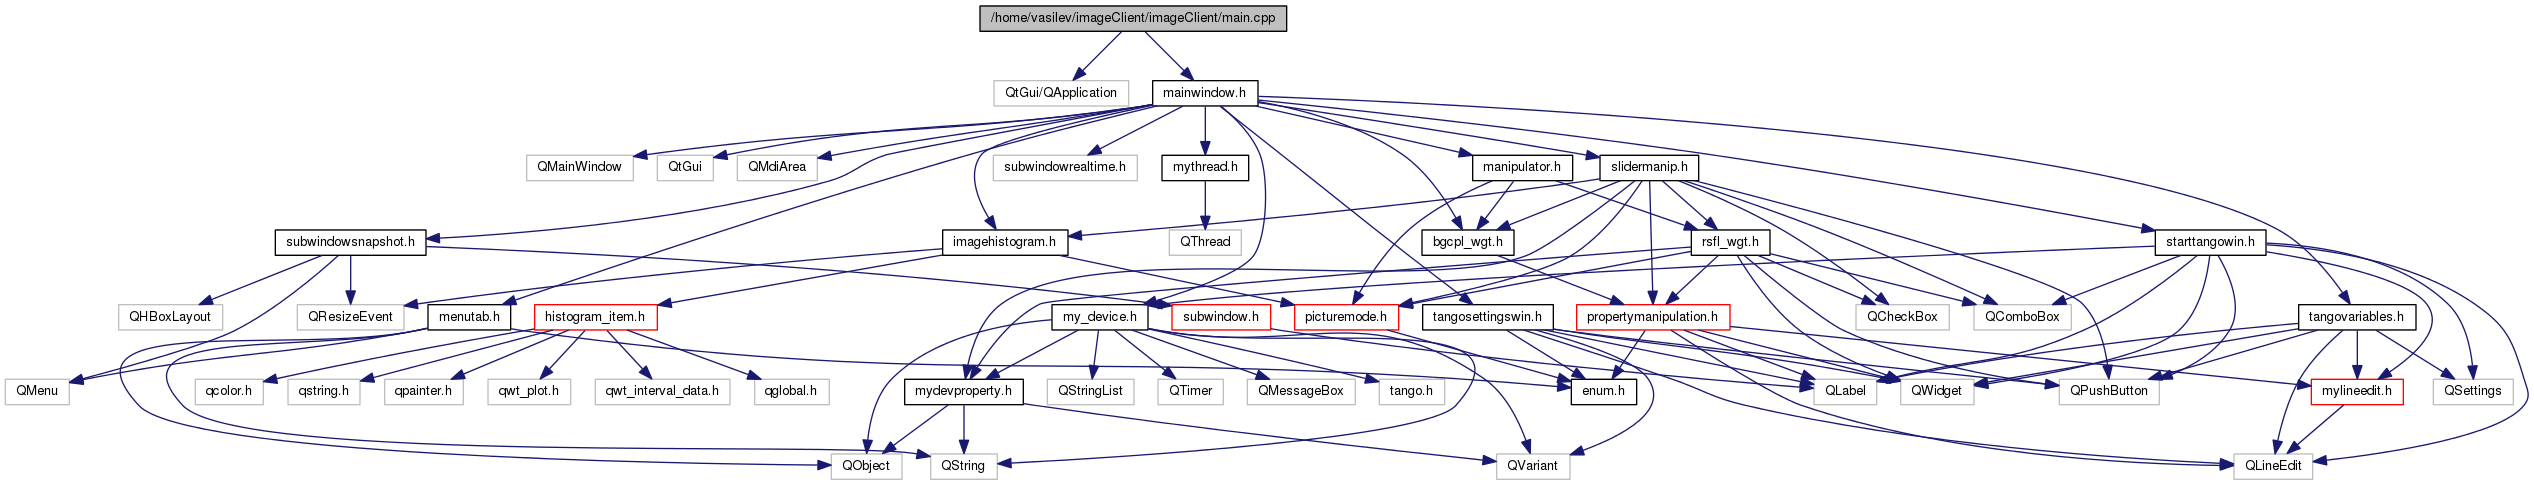 /home/vasilev/imageClient/imageClient/main.cpp
QtGui/QApplication
mainwindow.h
QMainWindow
QtGui
QMdiArea
subwindowrealtime.h
mythread.h
manipulator.h
slidermanip.h
subwindowsnapshot.h
imagehistogram.h
QThread
bgcpl_wgt.h
rsfl_wgt.h
starttangowin.h
QHBoxLayout
QResizeEvent
menutab.h
histogram_item.h
my_device.h
subwindow.h
picturemode.h
tangosettingswin.h
propertymanipulation.h
QCheckBox
QComboBox
tangovariables.h
QMenu
qcolor.h
qstring.h
qpainter.h
qwt_plot.h
qwt_interval_data.h
qglobal.h
mydevproperty.h
QStringList
QTimer
QMessageBox
tango.h
enum.h
QLabel
QWidget
QPushButton
mylineedit.h
QSettings
QObject
QString
QVariant
QLineEdit